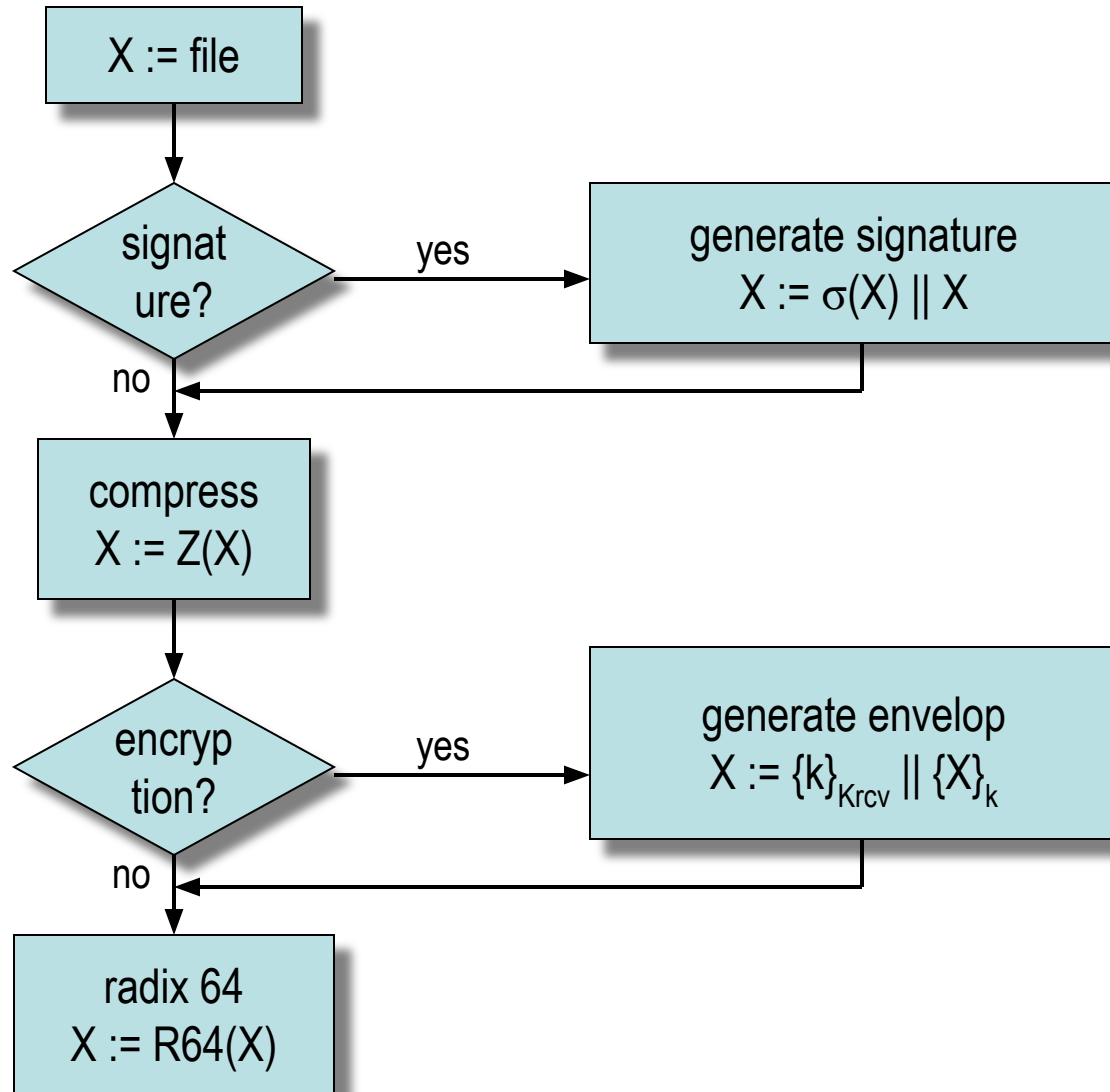 X := file
signat
ure?
yes
generate signature
X := σ(X) || X
no
compress
X := Z(X)
encryp
tion?
yes
generate envelop
X := {k}Krcv || {X}k
no
radix 64
X := R64(X)